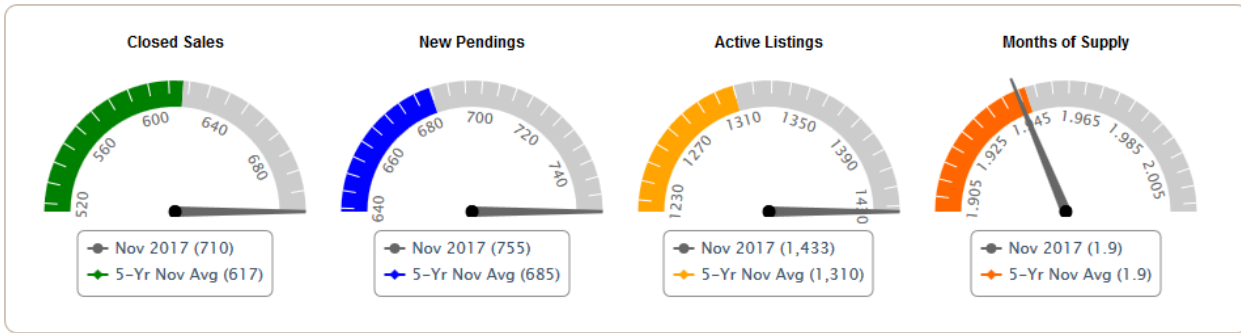 Closed Sales
520
560
600
640
680
Nov 2017 (710)
5-Yr Nov Avg (617)
New Pendings
640
660
680
700
720
740
Nov 2017 (755)
5-Yr Nov Avg (685)
Active Listings
1230
1270
1310
1350
1390
1430
Nov 2017 (1,433)
5-Yr Nov Avg (1,310)
Months of Supply
1.905
1.925
1.945
1.965
1.985
2.005
Nov 2017 (1.9)
5-Yr Nov Avg (1.9)